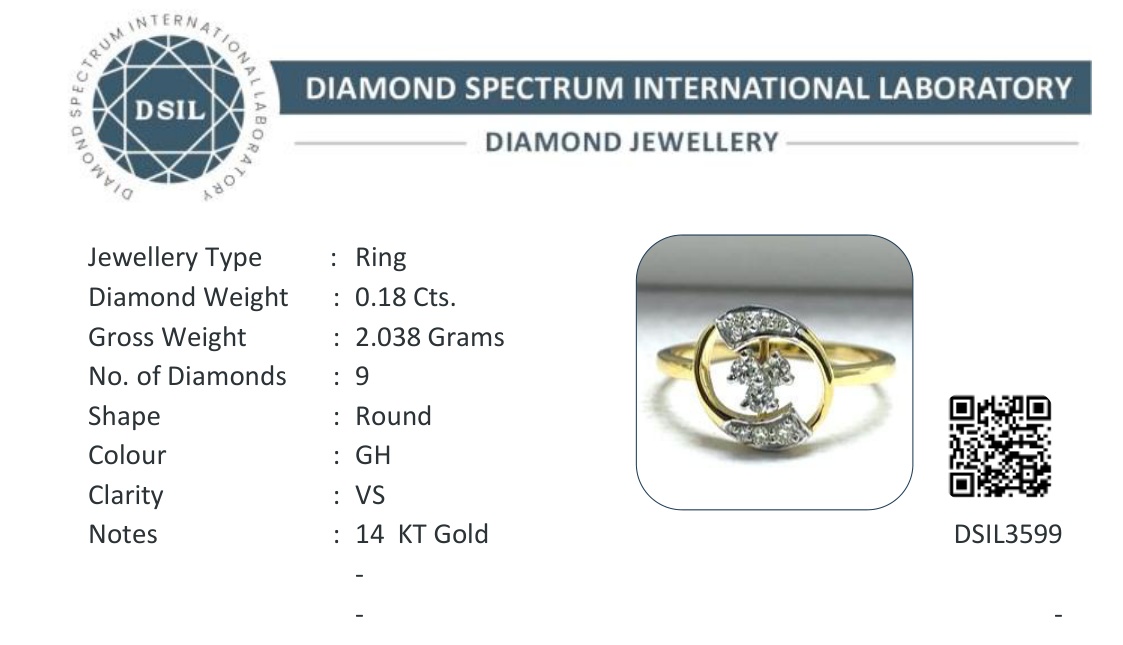 DIAMOND SPECTRUM INTERNATIONAL LABORATORY
DSIL
DIAMOND SPECTRUM INTERNATIONAL LABORATORY
DIAMOND JEWELLERY
Jewellery Type : Ring
Diamond Weight : 0.18 Cts.
Gross Weight : 2.038 Grams
No. of Diamonds : 9
Shape : Round
Colour : GH
Clarity : VS
Notes : 14 KT Gold
DSIL3599
-
- -